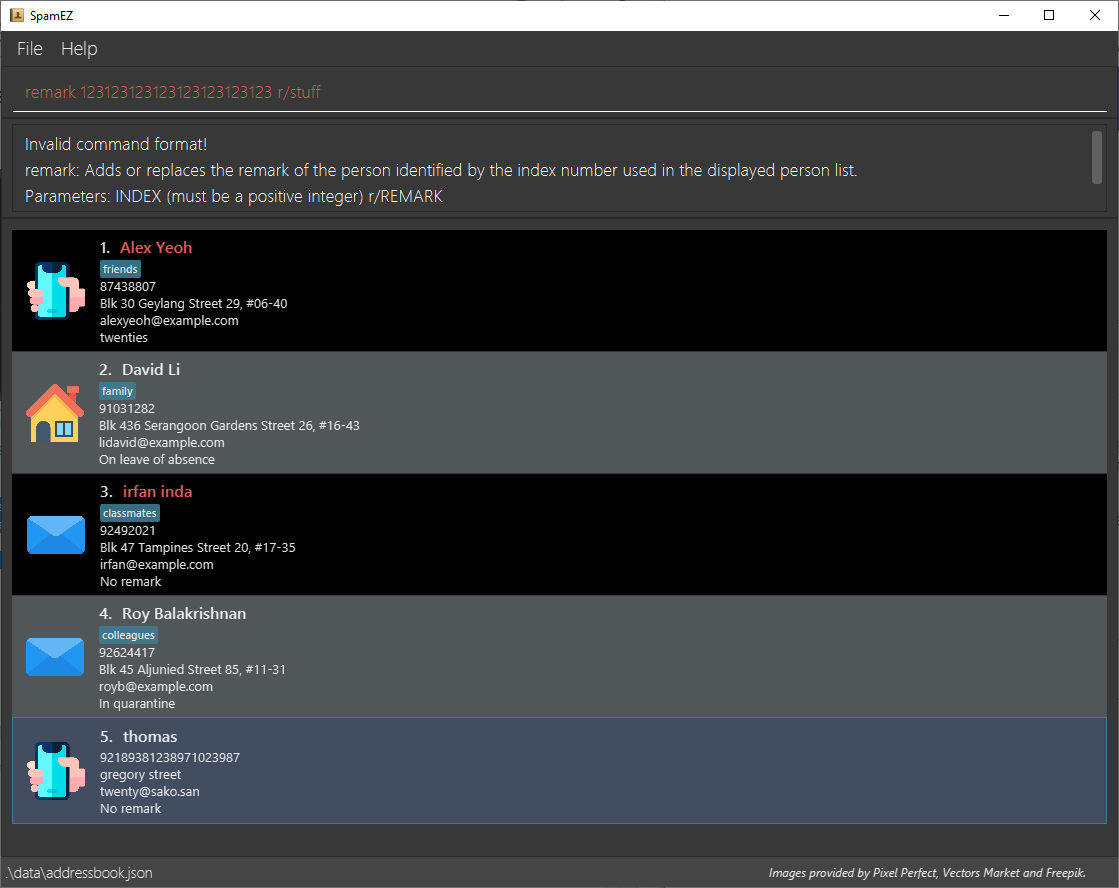 SpamEZ
File Help
remark 123123123123123123123123 r/stuff
Invalid command format!
remark: Adds or replaces the remark of the person identified by the index number used in the displayed person list.
Parameters: INDEX (must be a positive integer) r/REMARK
1. Alex Yeoh
friends
87438807
Blk 30 Geylang Street 29, #06-40
alexyeoh@example.com
twenties
2. David Li
family
91031282
Blk 436 Serangoon Gardens Street 26, #16-43
lidavid@example.com
On leave of absence
3. irfan inda
classmates
92492021
Blk 47 Tampines Street 20, #17-35
irfan@example.com
No remark
4. Roy Balakrishnan
colleagues
92624417
Blk 45 Aljunied Street 85, #11-31
royb@example.com
In quarantine
5. thomas
92189381238971023987
gregory street
twenty@sako.san
No remark
.\data\addressbook.json
Images provided by Pixel Perfect, Vectors Market and Freepik.